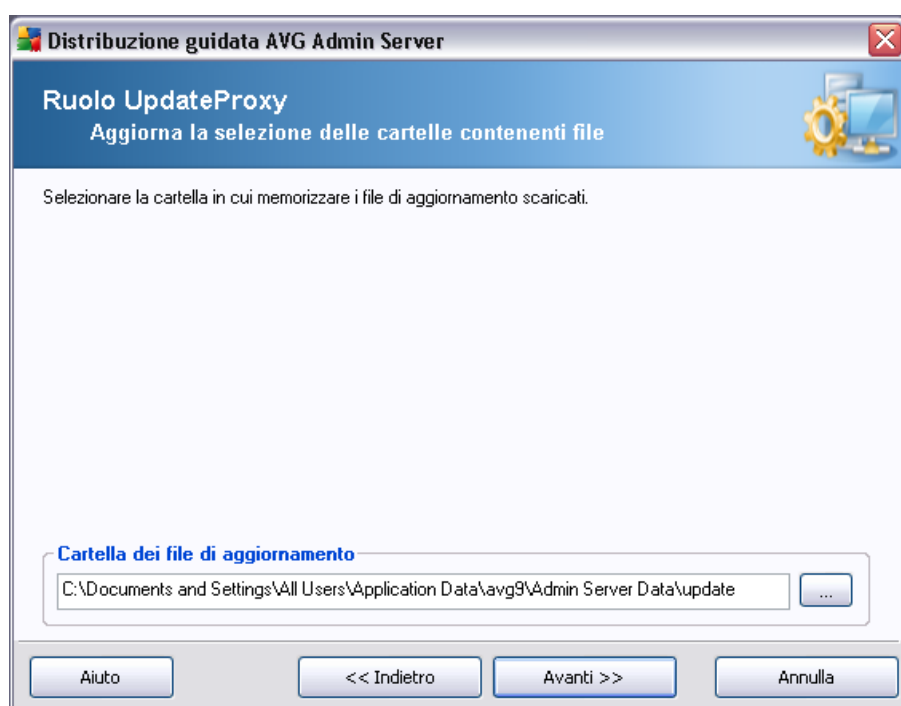 Distribuzione guidata AVG Admin Server
Ruolo UpdateProxy
Aggiorna la selezione delle cartelle contenenti file
Selezionare la cartella in cui memorizzare i file di aggiornamento scaricati.
Cartella dei file di aggiornamento
C:\Documents and Settings\All Users\Application Data\avg9\Admin Server Data\update
...
Aiuto
<< Indietro
Avanti >>
Annulla